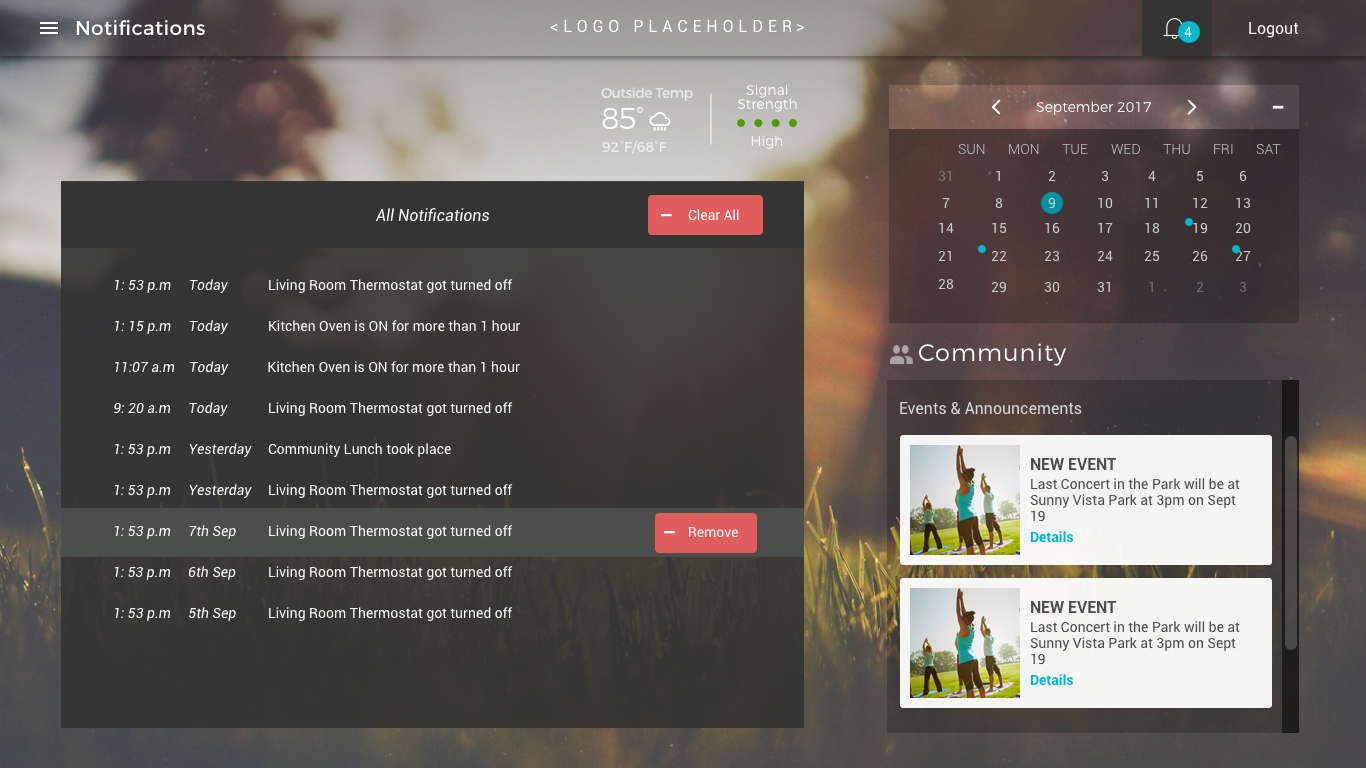 Notifications
<LOGO PLACEHOLDER>
4
Logout
Outside Temp
85°
92°F/68°F
Signal
Strength
High
All Notifications
Clear All
1: 53 p.m Today Living Room Thermostat got turned off
1: 15 p.m Today Kitchen Oven is ON for more than 1 hour
11:07 a.m Today Kitchen Oven is ON for more than 1 hour
9: 20 a.m Today Living Room Thermostat got turned off
1: 53 p.m Yesterday Community Lunch took place
1: 53 p.m Yesterday Living Room Thermostat got turned off
1: 53 p.m 7th Sep Living Room Thermostat got turned off Remove
1: 53 p.m 6th Sep Living Room Thermostat got turned off
1: 53 p.m 5th Sep Living Room Thermostat got turned off
September 2017
SUN MON TUE WED THU FRI SAT
31 1 2 3 4 5 6
7 8 9 10 11 12 13
14 15 16 17 18 19 20
21 22 23 24 25 26 27
28 29 30 31 1 2 3
Community
Events & Announcements
NEW EVENT
Last Concert in the Park will be at
Sunny Vista Park at 3pm on Sept
19
Details
NEW EVENT
Last Concert in the Park will be at
Sunny Vista Park at 3pm on Sept
19
Details